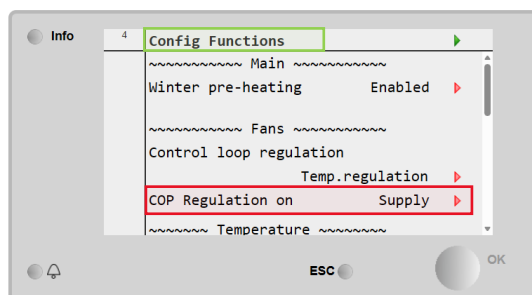 Info
4 Config Functions
~~~~~~~~~~~ Main ~~~~~~~~~~~
Winter pre-heating Enabled
~~~~~~~~~~~ Fans ~~~~~~~~~~~
Control loop regulation
Temp.regulation
COP Regulation on Supply
~~~~~~~ Temperature ~~~~~~~~
ESC
OK